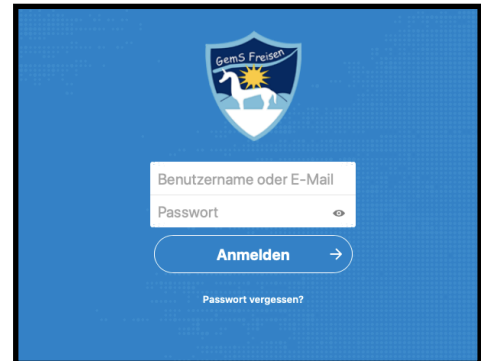 GemS Freisen
Benutzername oder E-Mail
Passwort
Anmelden
Passwort vergessen?